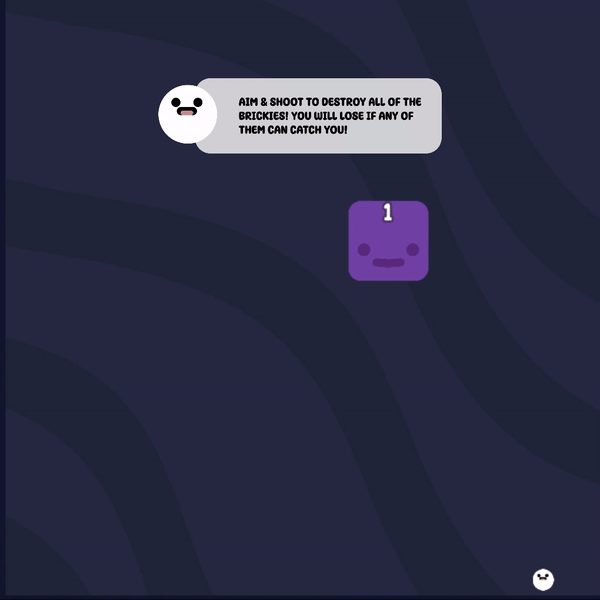 AIM & SHOOT TO DESTROY ALL OF THE
BRICKIES! YOU WILL LOSE IF ANY OF
THEM CAN CATCH YOU!
1